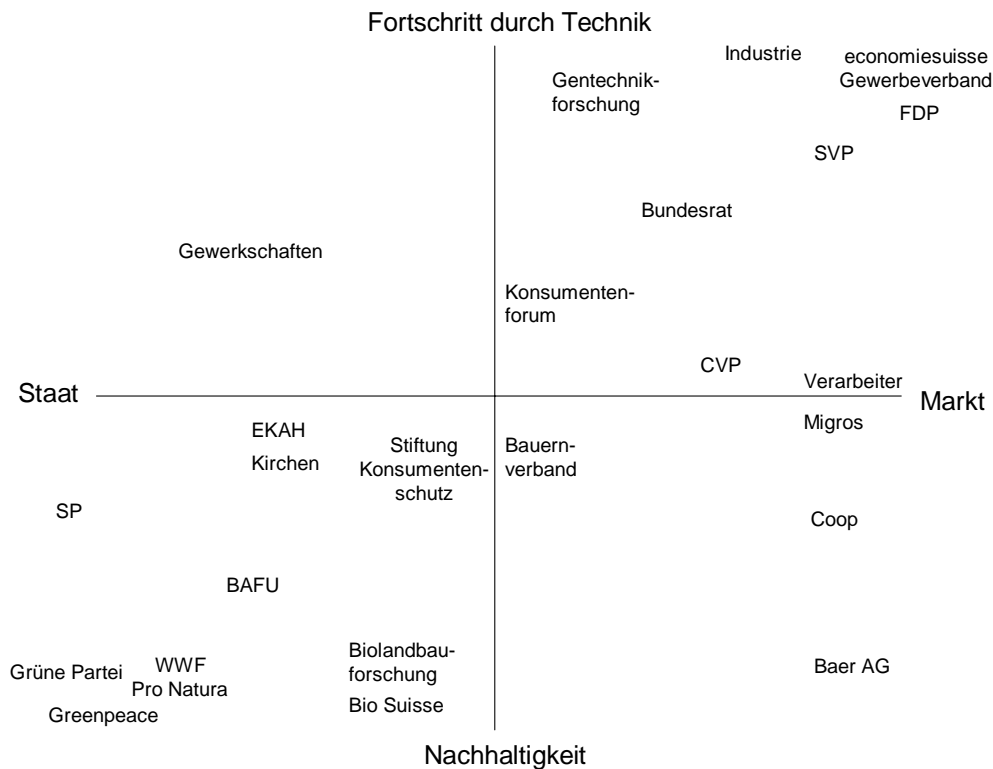 Fortschritt durch Technik
Industrie
economiesuisse
Gewerbeverband
Gentechnik-
forschung
FDP
SVP
Bundesrat
Gewerkschaften
Konsumenten-
forum
CVP
Verarbeiter
Staat
Markt
Migros
EKAH
Kirchen
Stiftung
Konsumenten-
schutz
Bauern-
verband
SP
Coop
BAFU
Grüne Partei
WWF
Pro Natura
Greenpeace
Biolandbau-
forschung
Bio Suisse
Baer AG
Nachhaltigkeit